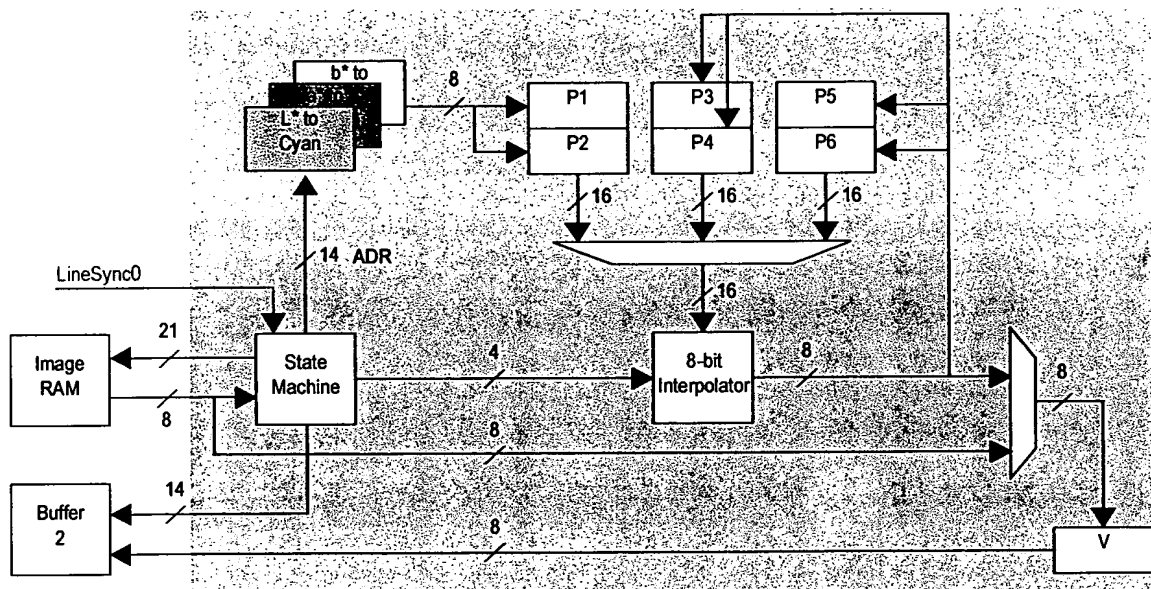 b* to
8
P1
P3
P5
L* to
Cyan
P2
P4
P6
16
16
16
14 ADR
LineSync0
16
21
Image
RAM
State
Machine
4
8-bit
Interpolator
8
8
8
8
14
Buffer
2
8
V